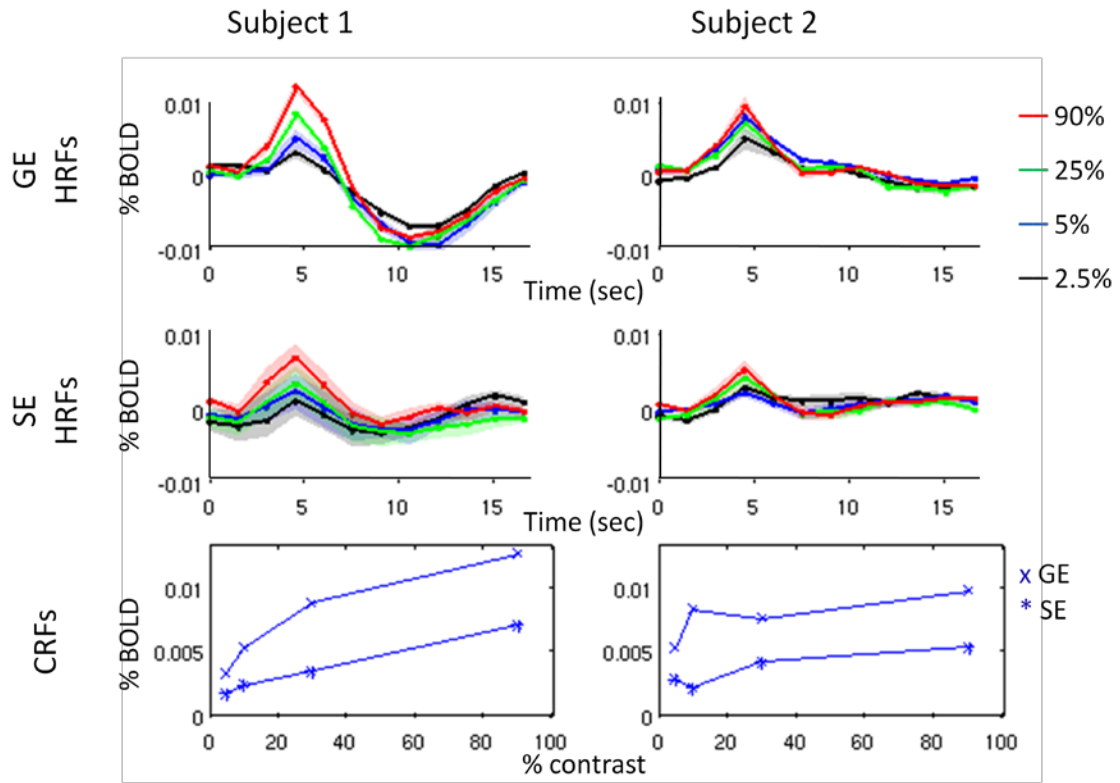 Subject 1
Subject 2
GE
HRFs
% BOLD
0.01
0
-0.01
0 5 10 15
0.01
0
-0.01
0 5 10 15
Time (sec)
90%
25%
5%
2.5%
SE
HRFs
% BOLD
0.01
0
-0.01
0 5 10 15
0.01
0
-0.01
0 5 10 15
Time (sec)
CRFs
% BOLD
0.01
0.005
0
0 20 40 60 80 100
0.01
0.005
0
0 20 40 60 80 100
% contrast
x GE
* SE